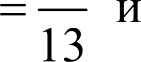 = — 13 и